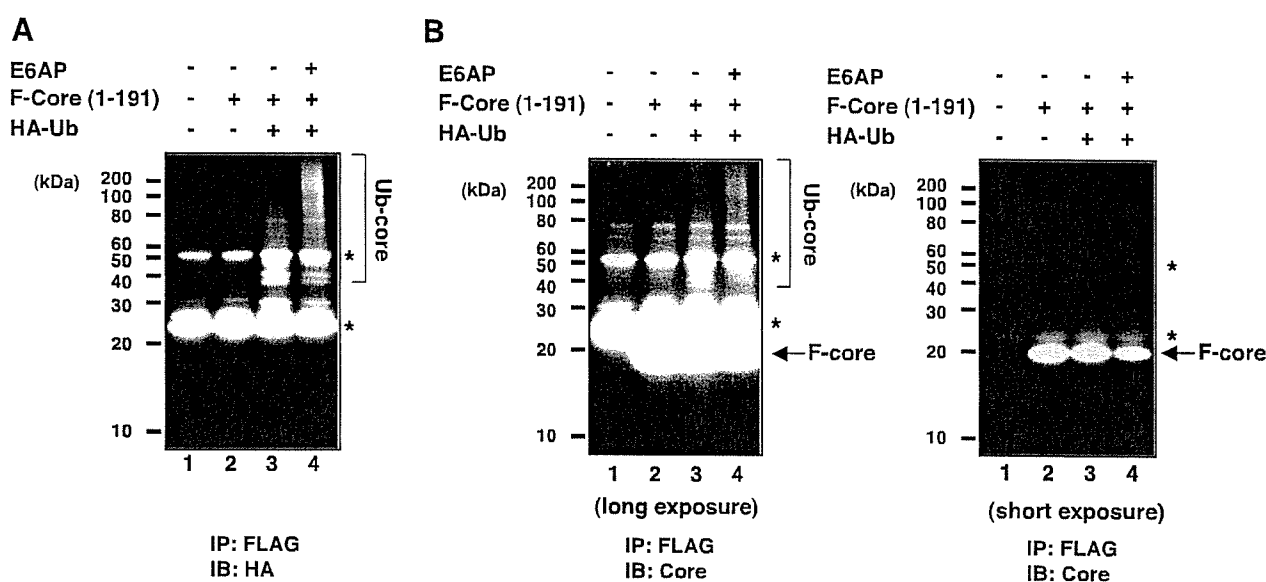 A
E6AP - - - +
F-Core (1-191) - + + +
HA-Ub - - + +
(kDa)
200
100
80
60
50
40
30
20
10
Ub-core
*
*
1 2 3 4
IP: FLAG
IB: HA
B
E6AP - - - +
F-Core (1-191) - + + +
HA-Ub - - + +
(kDa)
200
100
80
60
50
40
30
20
10
Ub-core
*
*
F-core
1 2 3 4
(long exposure)
IP: FLAG
IB: Core
E6AP - - - +
F-Core (1-191) - + + +
HA-Ub - - + +
(kDa)
200
100
80
60
50
40
30
20
10
*
*
F-core
1 2 3 4
(short exposure)
IP: FLAG
IB: Core